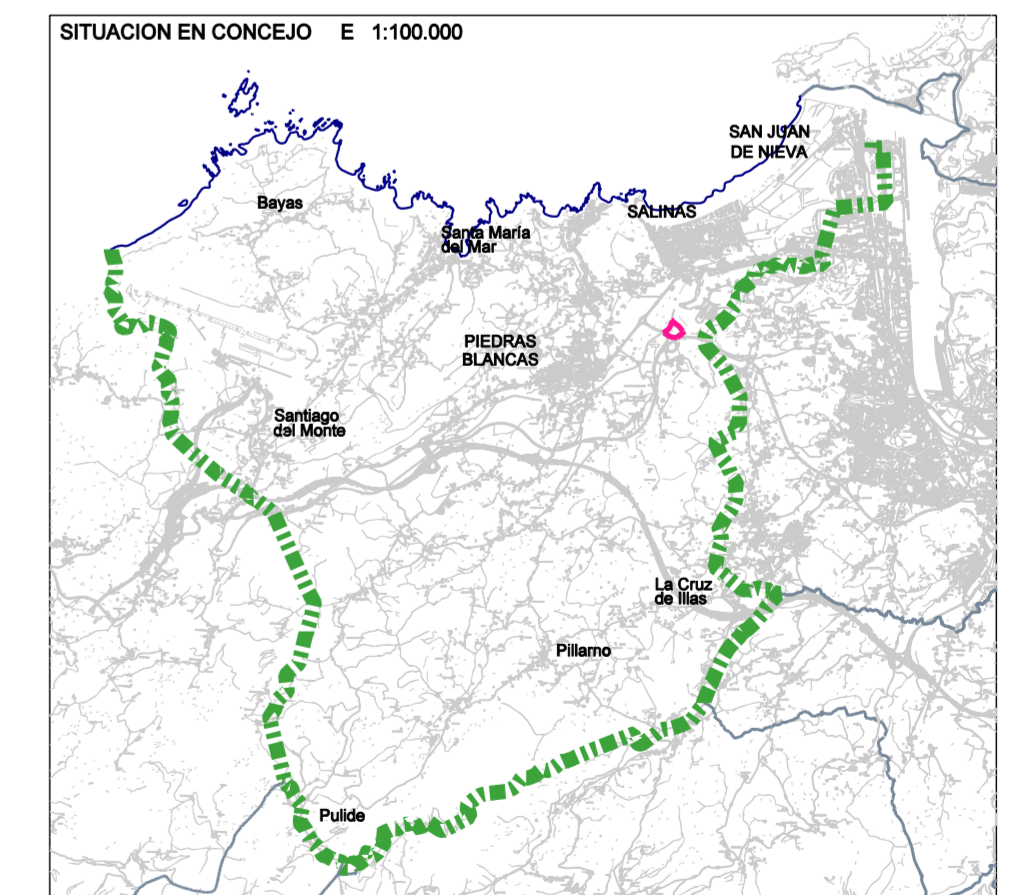 SITUACION EN CONCEJO E 1:100.000
SAN JUAN
DE NIEVA
Bayas
SALINAS
Santa María
del Mar
PIEDRAS
BLANCAS
Santiago
del Monte
La Cruz
de Illas
Pillarno
Pulide